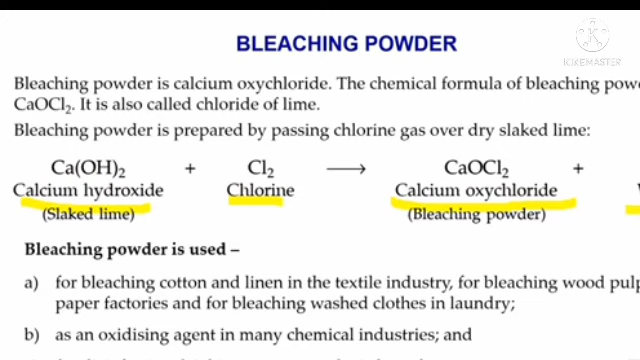 BLEACHING POWDER
KINEMASTER
Bleaching powder is calcium oxychloride. The chemical formula of bleaching
CaOCl₂. It is also called chloride of lime.
Bleaching powder is prepared by passing chlorine gas over dry slaked lime:
Ca(OH)₂ + Cl₂ ⟶ CaOCl₂ +
Calcium hydroxide Chlorine Calcium oxychloride
(Slaked lime) (Bleaching powder)
Bleaching powder is used –
a) for bleaching cotton and linen in the textile industry, for bleaching wood
paper factories and for bleaching washed clothes in laundry;
b) as an oxidising agent in many chemical industries; and